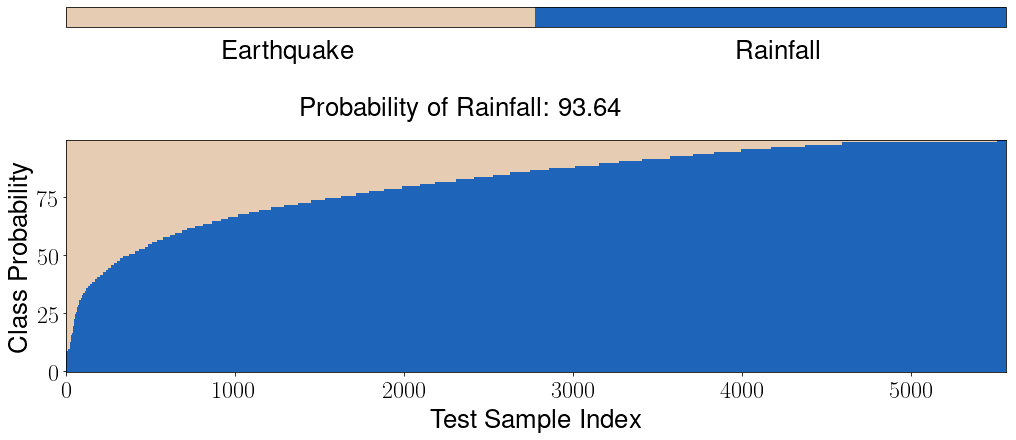 Earthquake Rainfall
Probability of Rainfall: 93.64
Class Probability
75
50
25
0
0 1000 2000 3000 4000 5000
Test Sample Index